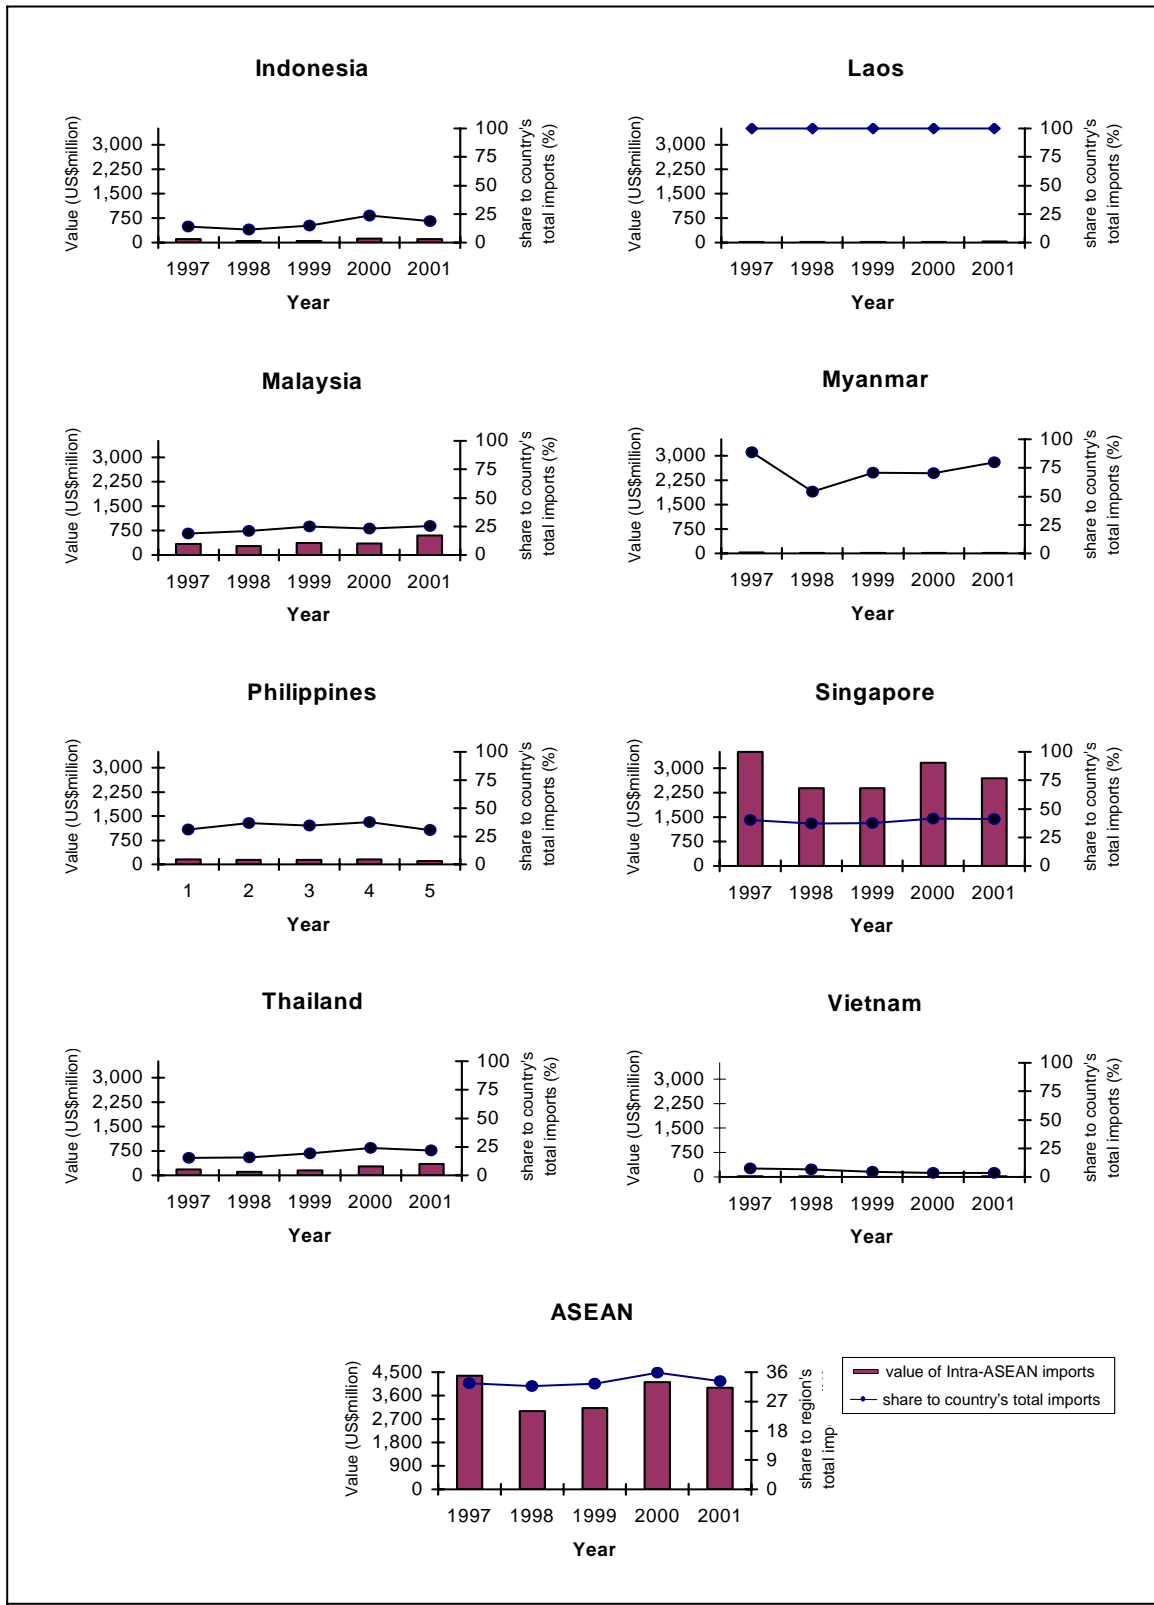 Indonesia
Value (US$million)
3,000
2,250
1,500
750
0
100
75
50
25
0
share to country's
total imports (%)
1997 1998 1999 2000 2001
Year
Laos
Value (US$million)
3,000
2,250
1,500
750
0
100
75
50
25
0
share to country's
total imports (%)
1997 1998 1999 2000 2001
Year
Malaysia
Value (US$million)
3,000
2,250
1,500
750
0
100
75
50
25
0
share to country's
total imports (%)
1997 1998 1999 2000 2001
Year
Myanmar
Value (US$million)
3,000
2,250
1,500
750
0
100
75
50
25
0
share to country's
total imports (%)
1997 1998 1999 2000 2001
Year
Philippines
Value (US$million)
3,000
2,250
1,500
750
0
100
75
50
25
0
share to country's
total imports (%)
1 2 3 4 5
Year
Singapore
Value (US$million)
3,000
2,250
1,500
750
0
100
75
50
25
0
share to country's
total imports (%)
1997 1998 1999 2000 2001
Year
Thailand
Value (US$million)
3,000
2,250
1,500
750
0
100
75
50
25
0
share to country's
total imports (%)
1997 1998 1999 2000 2001
Year
Vietnam
Value (US$million)
3,000
2,250
1,500
750
0
100
75
50
25
0
share to country's
total imports (%)
1997 1998 1999 2000 2001
Year
ASEAN
Value (US$million)
4,500
3,600
2,700
1,800
900
0
36
27
18
9
0
share to region's
total imp
1997 1998 1999 2000 2001
Year
value of Intra-ASEAN imports
share to country's total imports